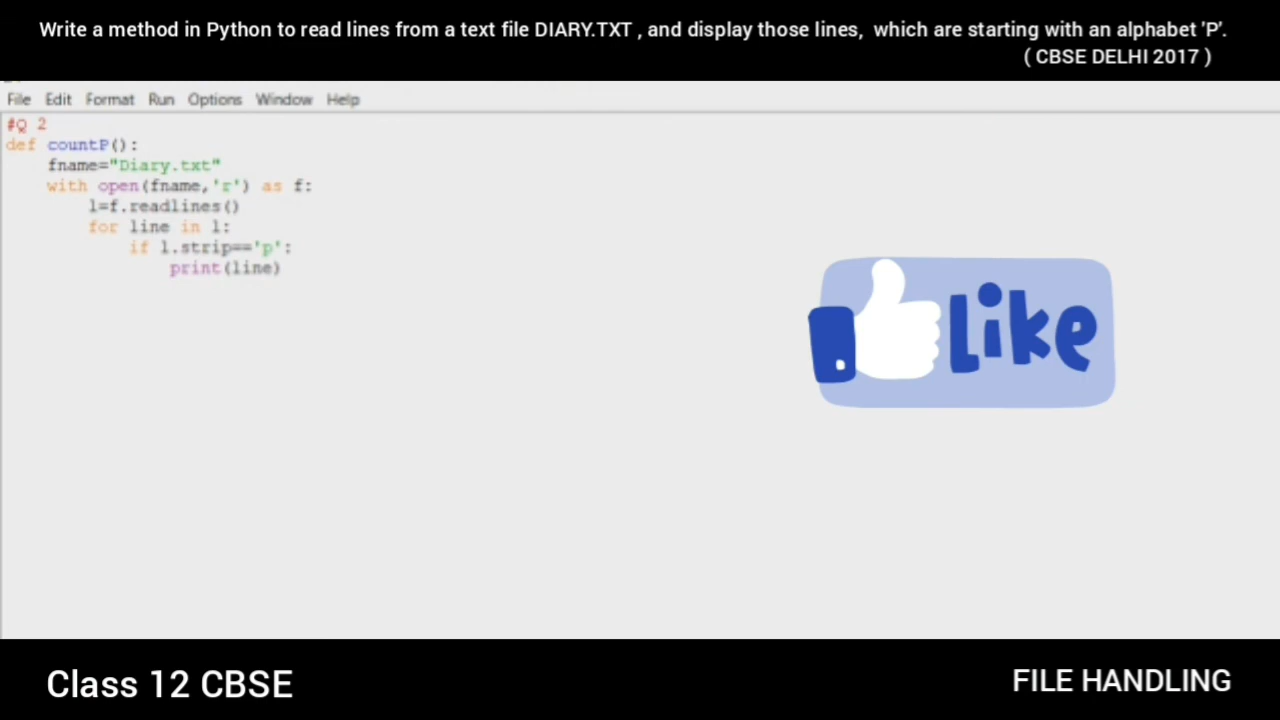 Write a method in Python to read lines from a text file DIARY.TXT , and display those lines, which are starting with an alphabet 'P'.
( CBSE DELHI 2017 )
File Edit Format Run Options Window Help
#Q 2
def countP():
    fname="Diary.txt"
    with open(fname,'r') as f:
        l=f.readlines()
        for line in l:
            if l.strip=='p':
                print(line)
Like
Class 12 CBSE
FILE HANDLING